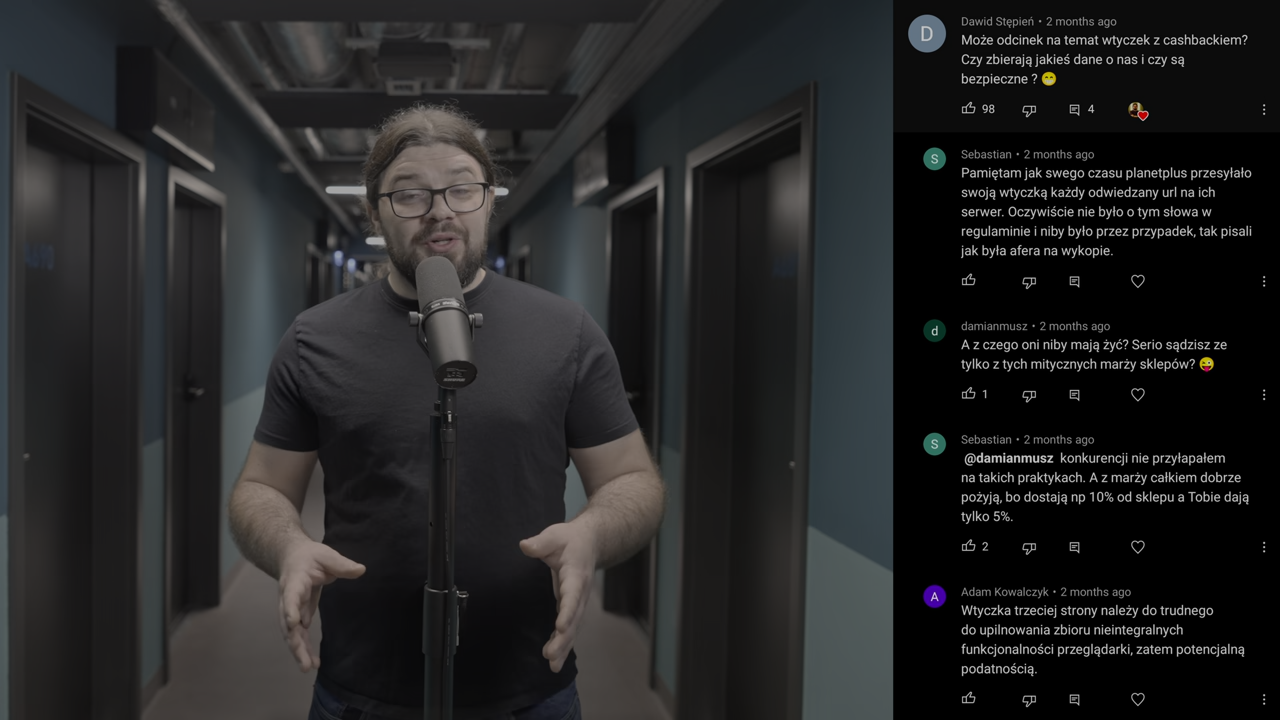 D
Dawid Stępień • 2 months ago
Może odcinek na temat wtyczek z cashbackiem?
Czy zbierają jakieś dane o nas i czy są
bezpieczne ? 😁
98
4
S
Sebastian • 2 months ago
Pamiętam jak swego czasu planetplus przesyłało
swoją wtyczką każdy odwiedzany url na ich
serwer. Oczywiście nie było o tym słowa w
regulaminie i niby było przez przypadek, tak pisali
jak była afera na wykopie.
d
damianmusz • 2 months ago
A z czego oni niby mają żyć? Serio sądzisz ze
tylko z tych mitycznych marży sklepów? 😜
1
S
Sebastian • 2 months ago
@damianmusz konkurencji nie przyłapałem
na takich praktykach. A z marży całkiem dobrze
pożyją, bo dostają np 10% od sklepu a Tobie dają
tylko 5%.
2
A
Adam Kowalczyk • 2 months ago
Wtyczka trzeciej strony należy do trudnego
do upilnowania zbioru nieintegralnych
funkcjonalności przeglądarki, zatem potencjalną
podatnością.